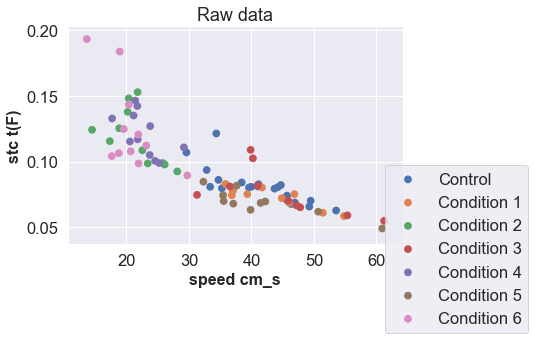 Raw data
0.20
0.15
0.10
0.05
stc t(F)
20 30 40 50 60
speed cm_s
Control
Condition 1
Condition 2
Condition 3
Condition 4
Condition 5
Condition 6